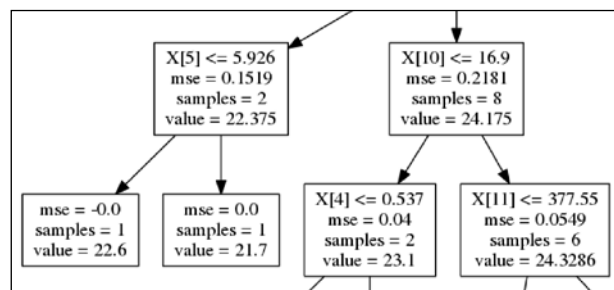 X[5] <= 5.926
mse = 0.1519
samples = 2
value = 22.375
X[10] <= 16.9
mse = 0.2181
samples = 8
value = 24.175
mse = -0.0
samples = 1
value = 22.6
mse = 0.0
samples = 1
value = 21.7
X[4] <= 0.537
mse = 0.04
samples = 2
value = 23.1
X[11] <= 377.55
mse = 0.0549
samples = 6
value = 24.3286